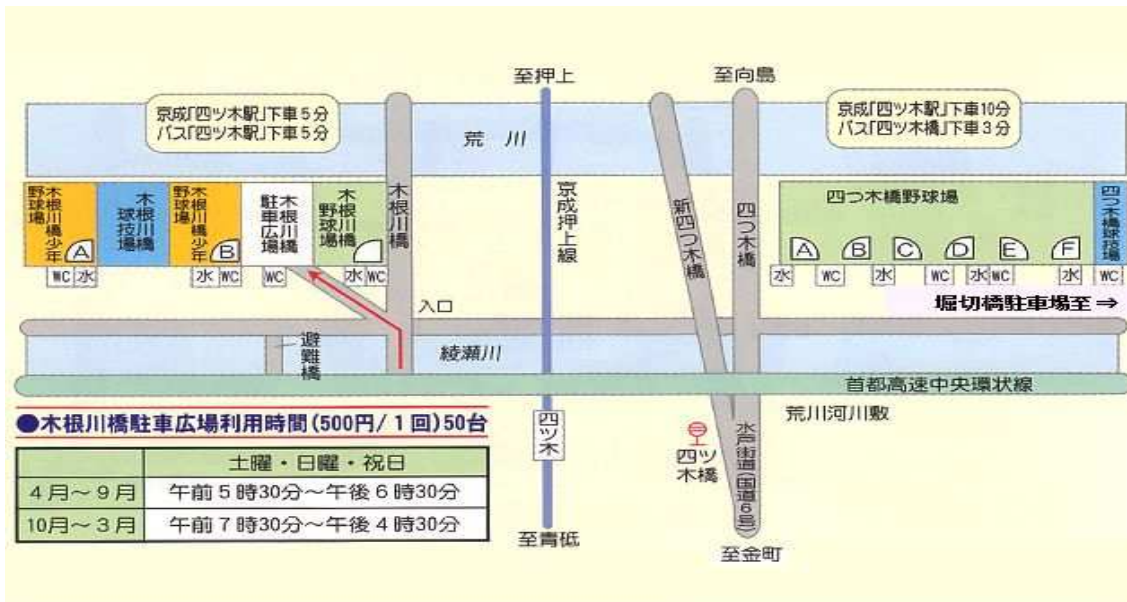 至押上
至向島
京成「四ツ木駅」下車5分
バス「四ツ木駅」下車5分
京成「四ツ木駅」下車10分
バス「四ツ木橋」下車3分
荒川
木根川橋少年
野球場
A
木根川橋
球技場
木根川橋少年
野球場
B
木根川橋
駐車広場
木根川橋
野球場
木根川橋
京成押上線
新四つ木橋
四つ木橋
四つ木橋野球場
A
B
C
D
E
F
四つ木橋球技場
WC
水
水
WC
WC
水
WC
水
WC
水
WC
水
WC
水
WC
堀切橋駐車場至⇒
入口
避難橋
綾瀬川
首都高速中央環状線
荒川河川敷
●木根川橋駐車広場利用時間(500円/1回)50台
土曜・日曜・祝日
4月~9月 午前5時30分~午後6時30分
10月~3月 午前7時30分~午後4時30分
四ツ木
四ツ
木橋
水戸街道(国道6号)
至青砥
至金町